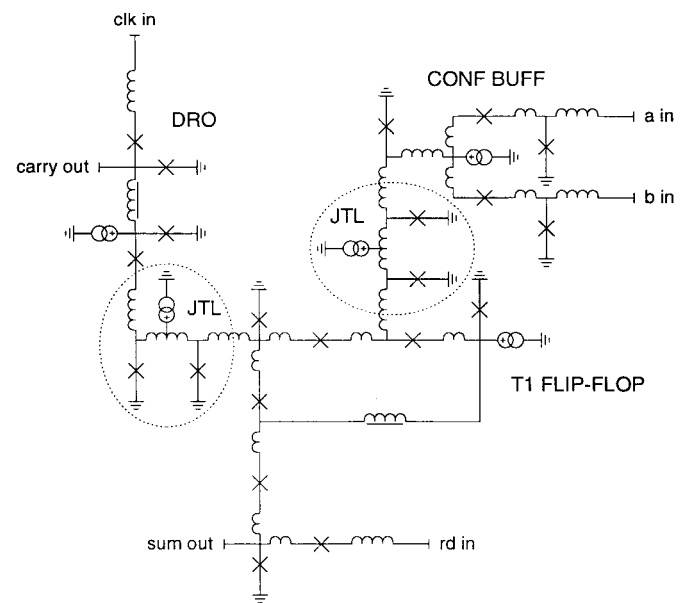 clk in
CONF BUFF
DRO
a in
carry out
b in
JTL
JTL
T1 FLIP-FLOP
sum out
rd in